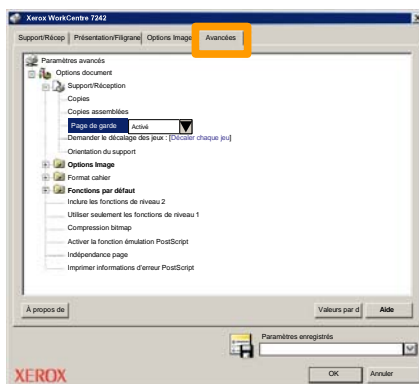 Xerox WorkCentre 7242
Support/Récep Présentation/Filigrane Options Image Avancées
Paramètres avancés
Options document
Support/Réception
Copies
Copies assemblées
Page de garde Activé
Demander le décalage des jeux : [Décaler chaque jeu]
Orientation du support
Options Image
Format cahier
Fonctions par défaut
Inclure les fonctions de niveau 2
Utiliser seulement les fonctions de niveau 1
Compression bitmap
Activer la fonction émulation PostScript
Indépendance page
Imprimer informations d'erreur PostScript
À propos de Valeurs par d Aide
Paramètres enregistrés
XEROX OK Annuler